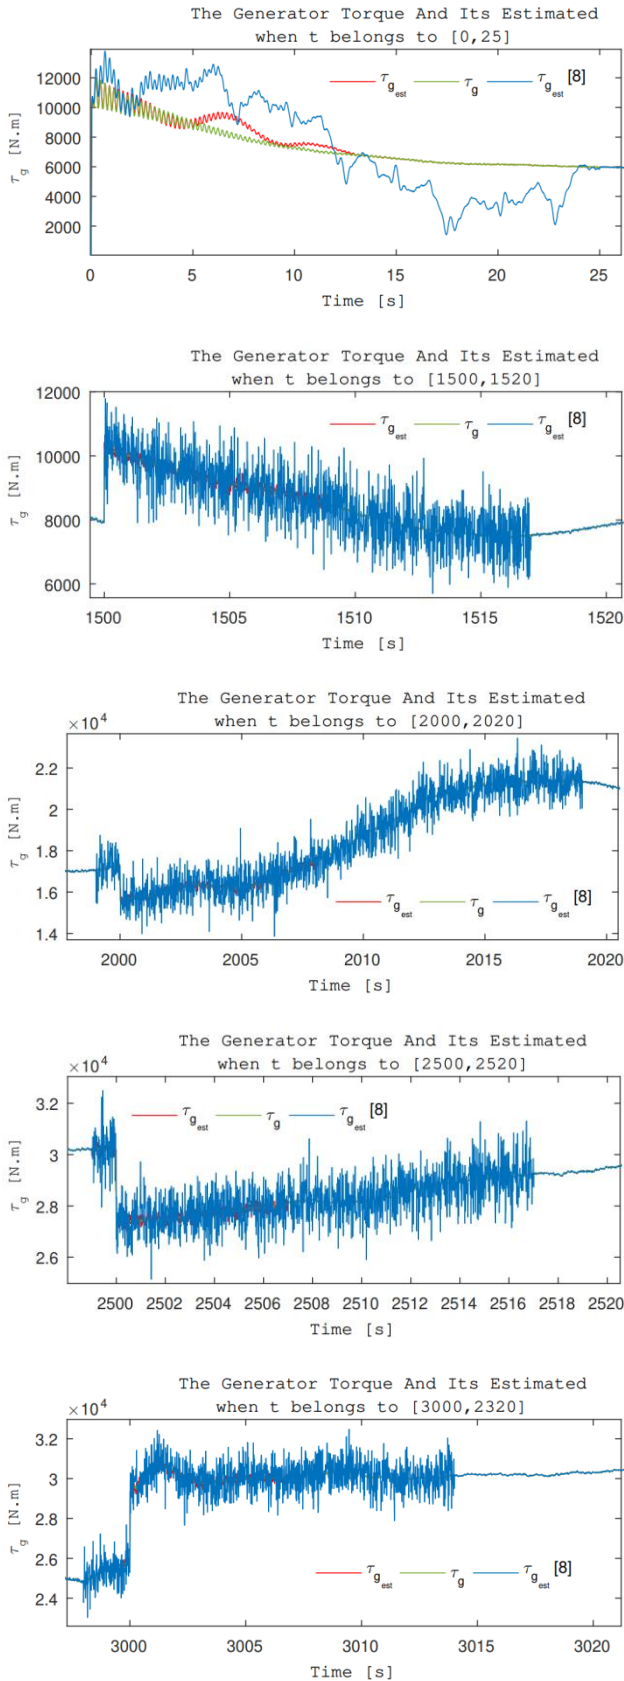 The Generator Torque And Its Estimated
when t belongs to [0,25]
τg [N.m]
12000
10000
8000
6000
4000
2000
τgest τg τgest [8]
0 5 10 15 20 25
Time [s]
The Generator Torque And Its Estimated
when t belongs to [1500,1520]
τg [N.m]
12000
10000
8000
6000
τgest τg τgest [8]
1500 1505 1510 1515 1520
Time [s]
The Generator Torque And Its Estimated
when t belongs to [2000,2020]
×10^4
τg [N.m]
2.2
2
1.8
1.6
1.4
τgest τg τgest [8]
2000 2005 2010 2015 2020
Time [s]
The Generator Torque And Its Estimated
when t belongs to [2500,2520]
×10^4
τg [N.m]
3.2
3
2.8
2.6
τgest τg τgest [8]
2500 2502 2504 2506 2508 2510 2512 2514 2516 2518 2520
Time [s]
The Generator Torque And Its Estimated
when t belongs to [3000,2320]
×10^4
τg [N.m]
3.2
3
2.8
2.6
2.4
τgest τg τgest [8]
3000 3005 3010 3015 3020
Time [s]